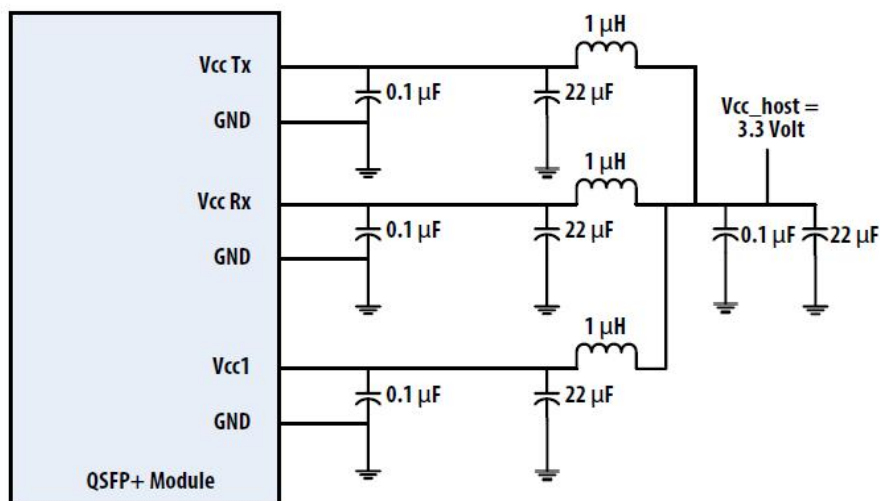 1 μH
Vcc Tx
0.1 μF
22 μF
Vcc_host =
3.3 Volt
GND
1 μH
Vcc Rx
0.1 μF
22 μF
0.1 μF
22 μF
GND
1 μH
Vcc1
0.1 μF
22 μF
GND
QSFP+ Module